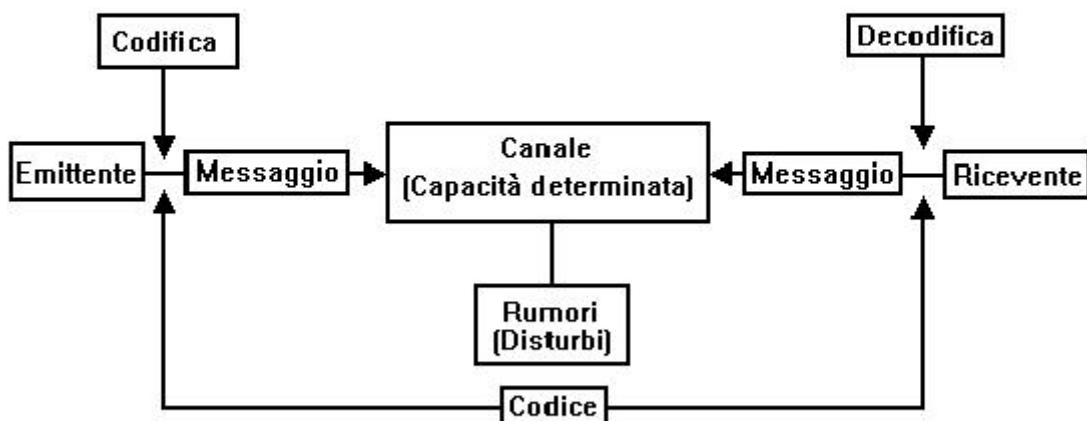 Codifica
Decodifica
Emittente
Messaggio
Canale
(Capacità determinata)
Messaggio
Ricevente
Rumori
(Disturbi)
Codice